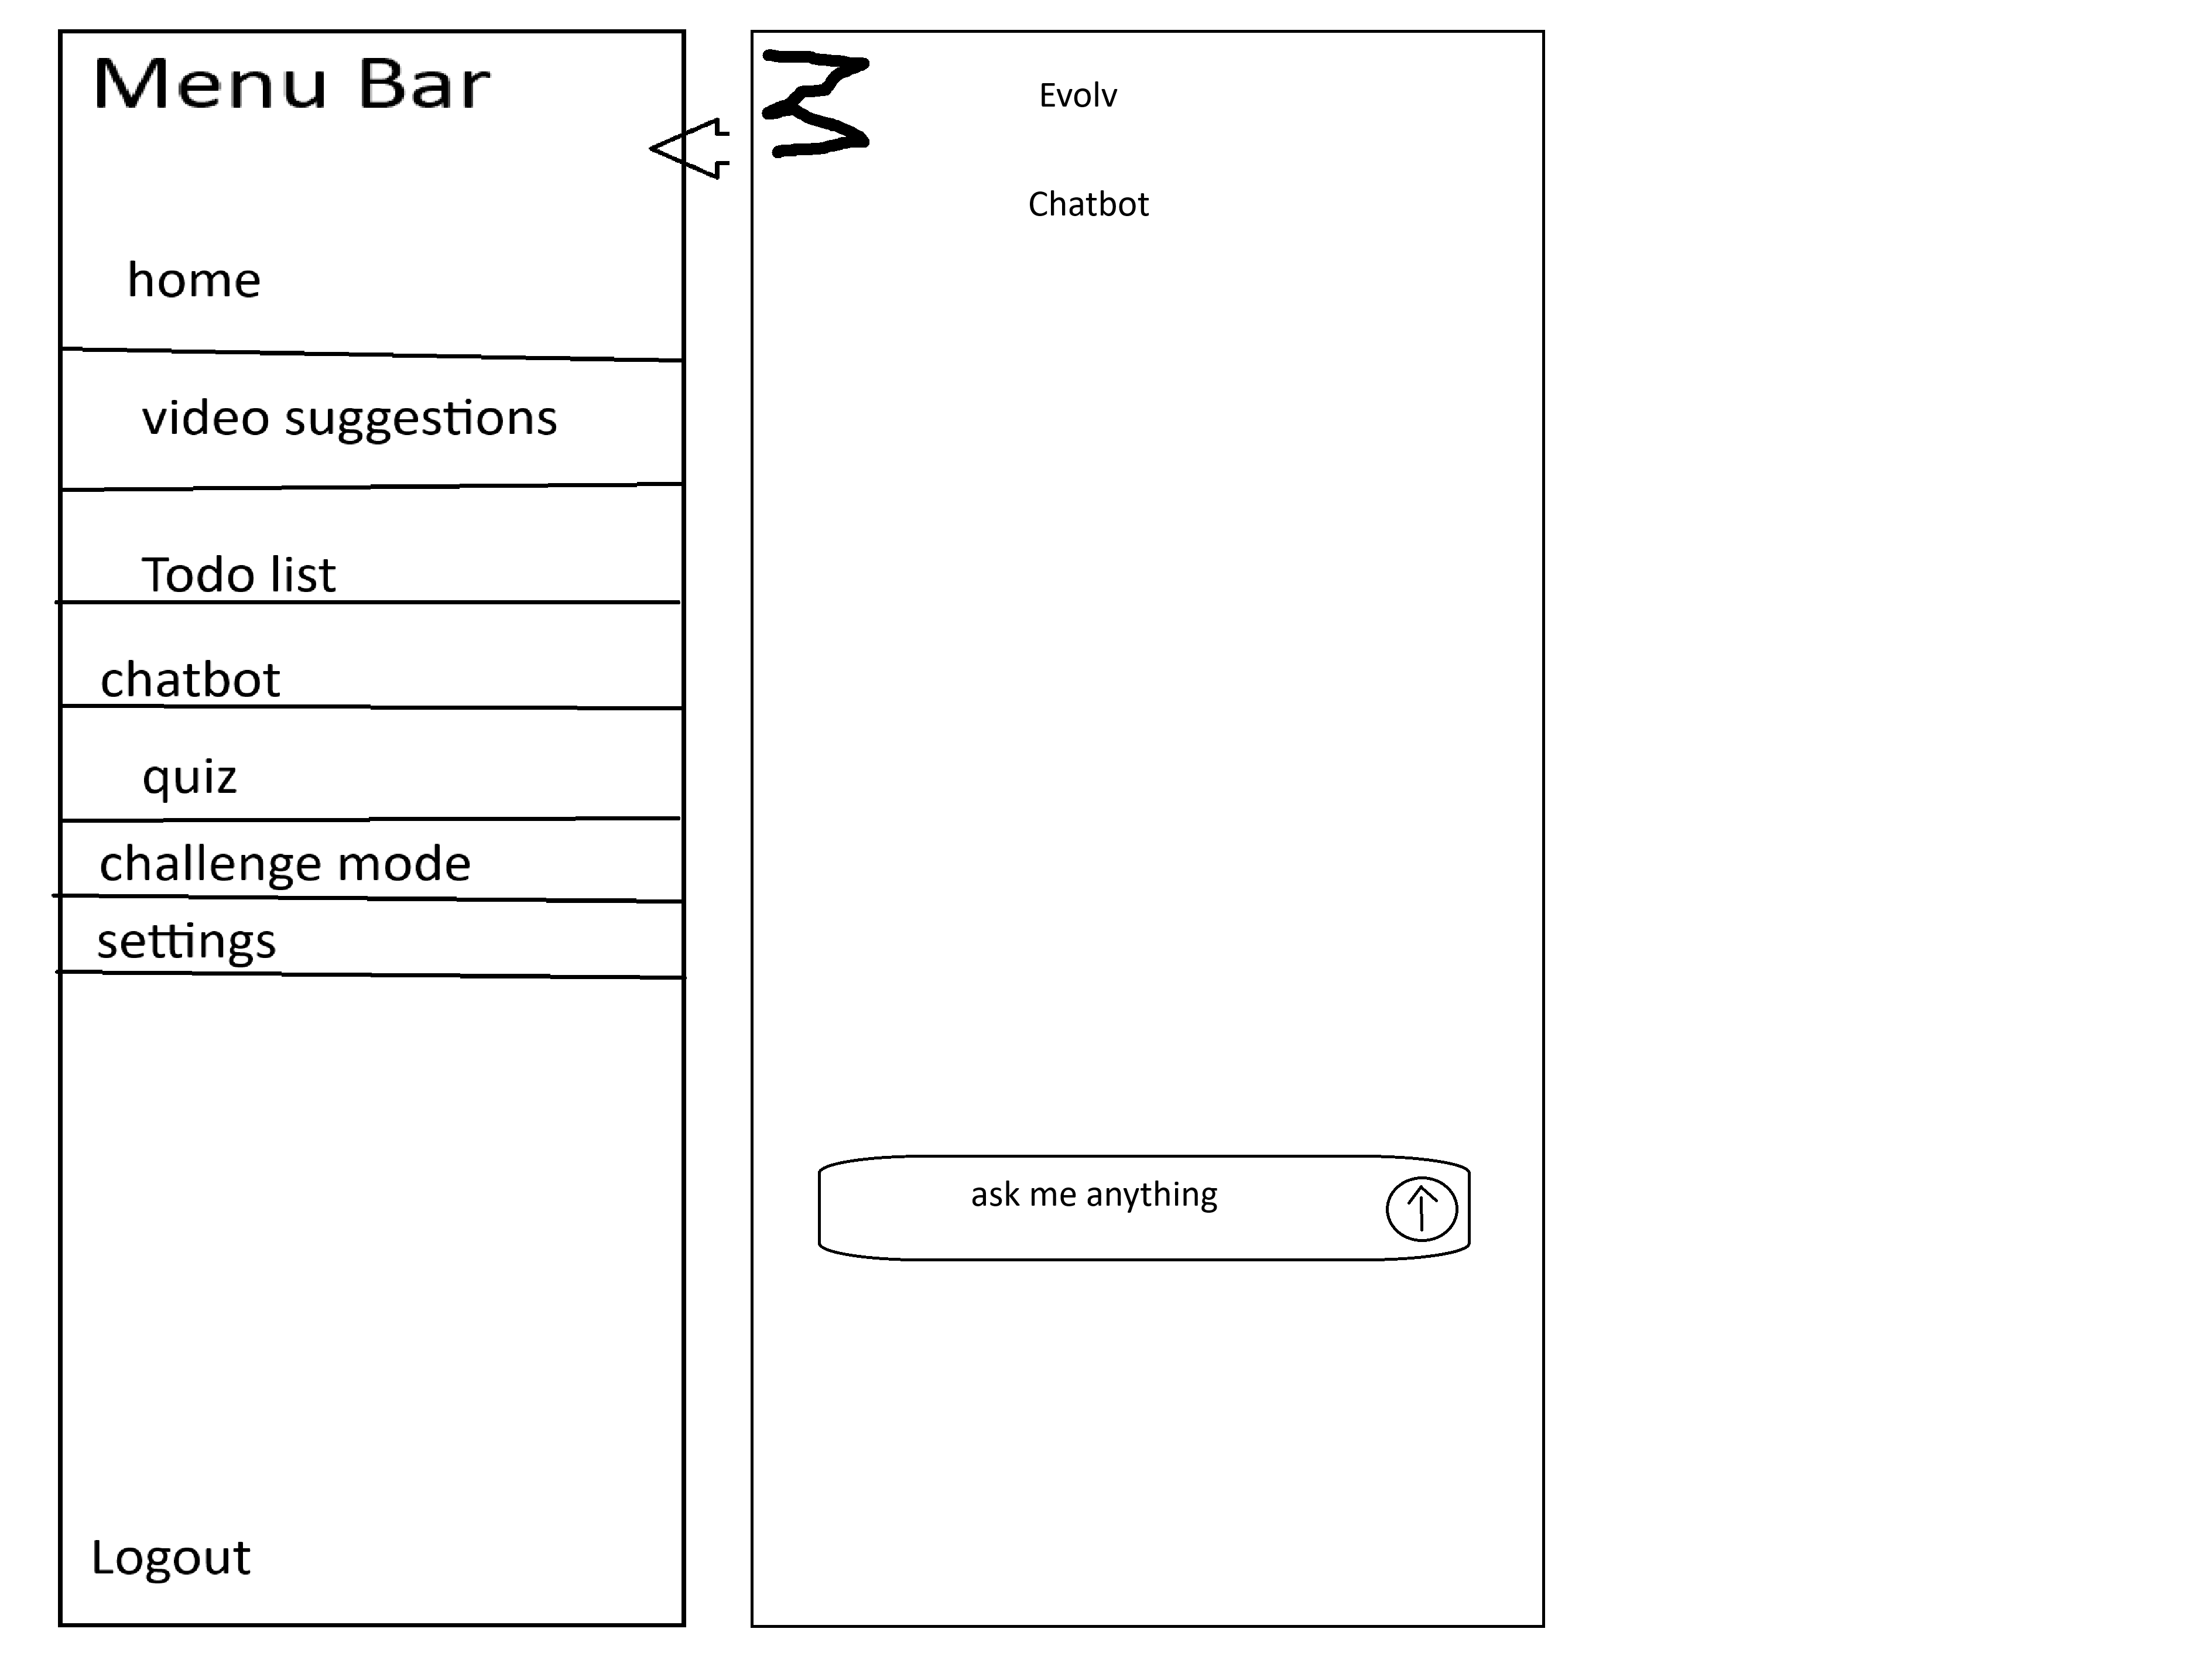 Menu Bar
home
video suggestions
Todo list
chatbot
quiz
challenge mode
settings
Logout
Evolv
Chatbot
ask me anything